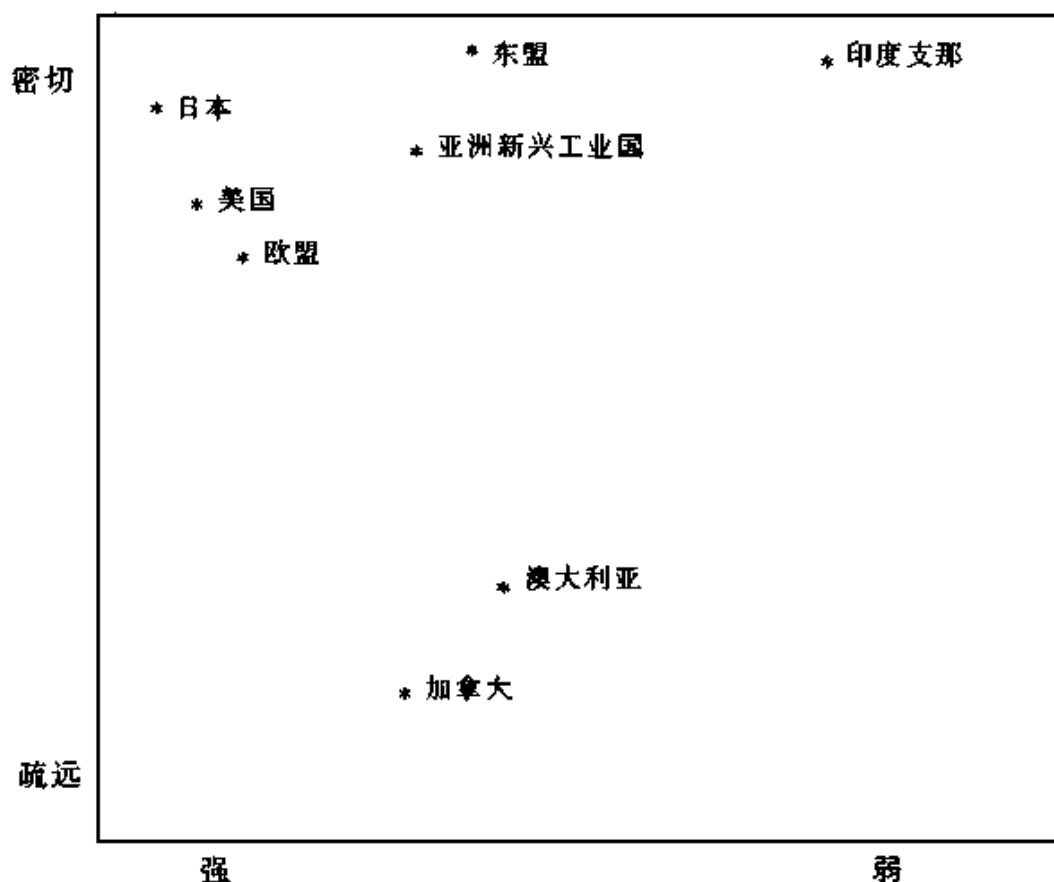 东盟
印度支那
密切
日本
亚洲新兴工业国
美国
欧盟
澳大利亚
加拿大
疏远
强
弱